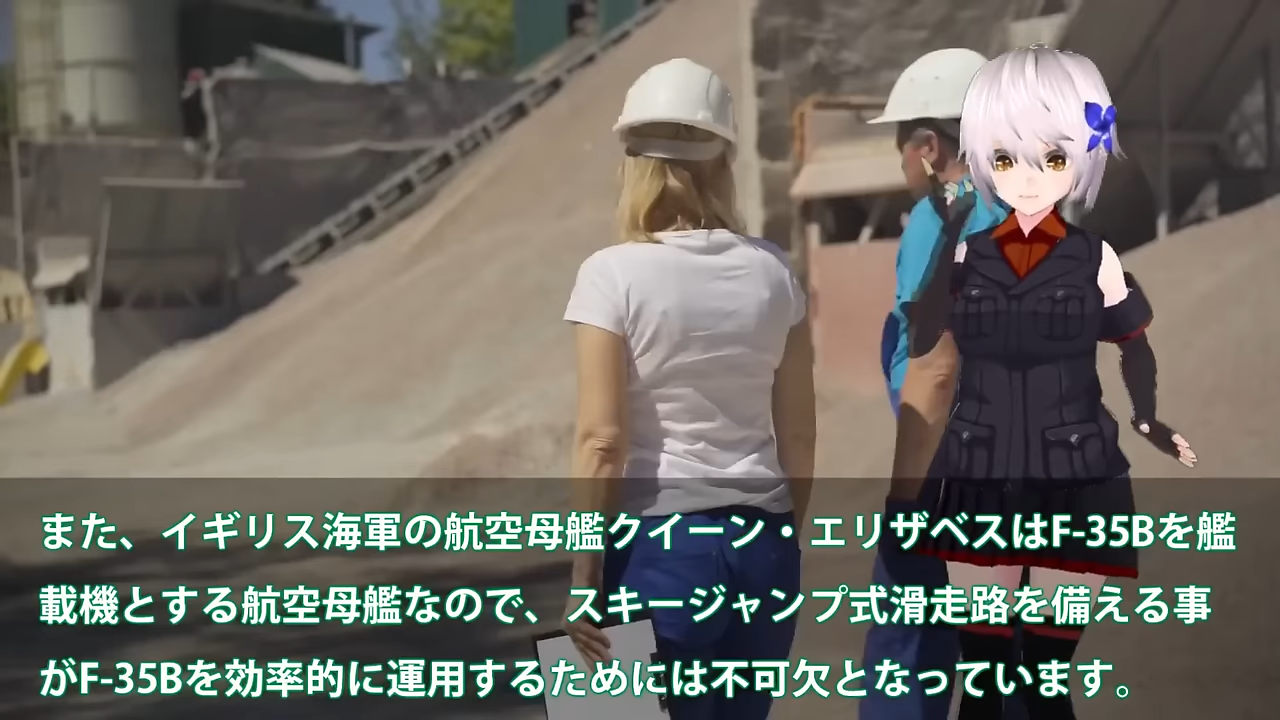 また、イギリス海軍の航空母艦クイーン・エリザベスはF-35Bを艦
載機とする航空母艦なので、スキージャンプ式滑走路を備える事
がF-35Bを効率的に運用するためには不可欠となっています。